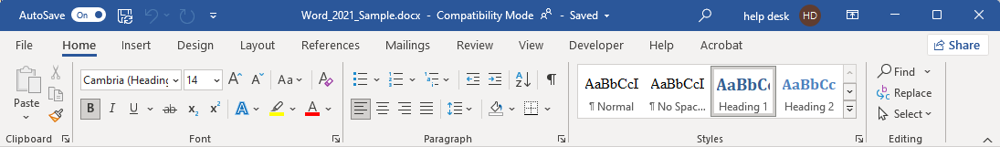 AutoSave On Word_2021_Sample.docx - Compatibility Mode - Saved help desk HD
File Home Insert Design Layout References Mailings Review View Developer Help Acrobat Share
Cambria (Heading 14 A A Aa A A Z ¶ AaBbCcI AaBbCcI AaBbC AaBbCc Find
Paste B I U ab x2 x2 A A ¶ Normal ¶ No Spac... Heading 1 Heading 2 Replace
Select
Clipboard Font Paragraph Styles Editing